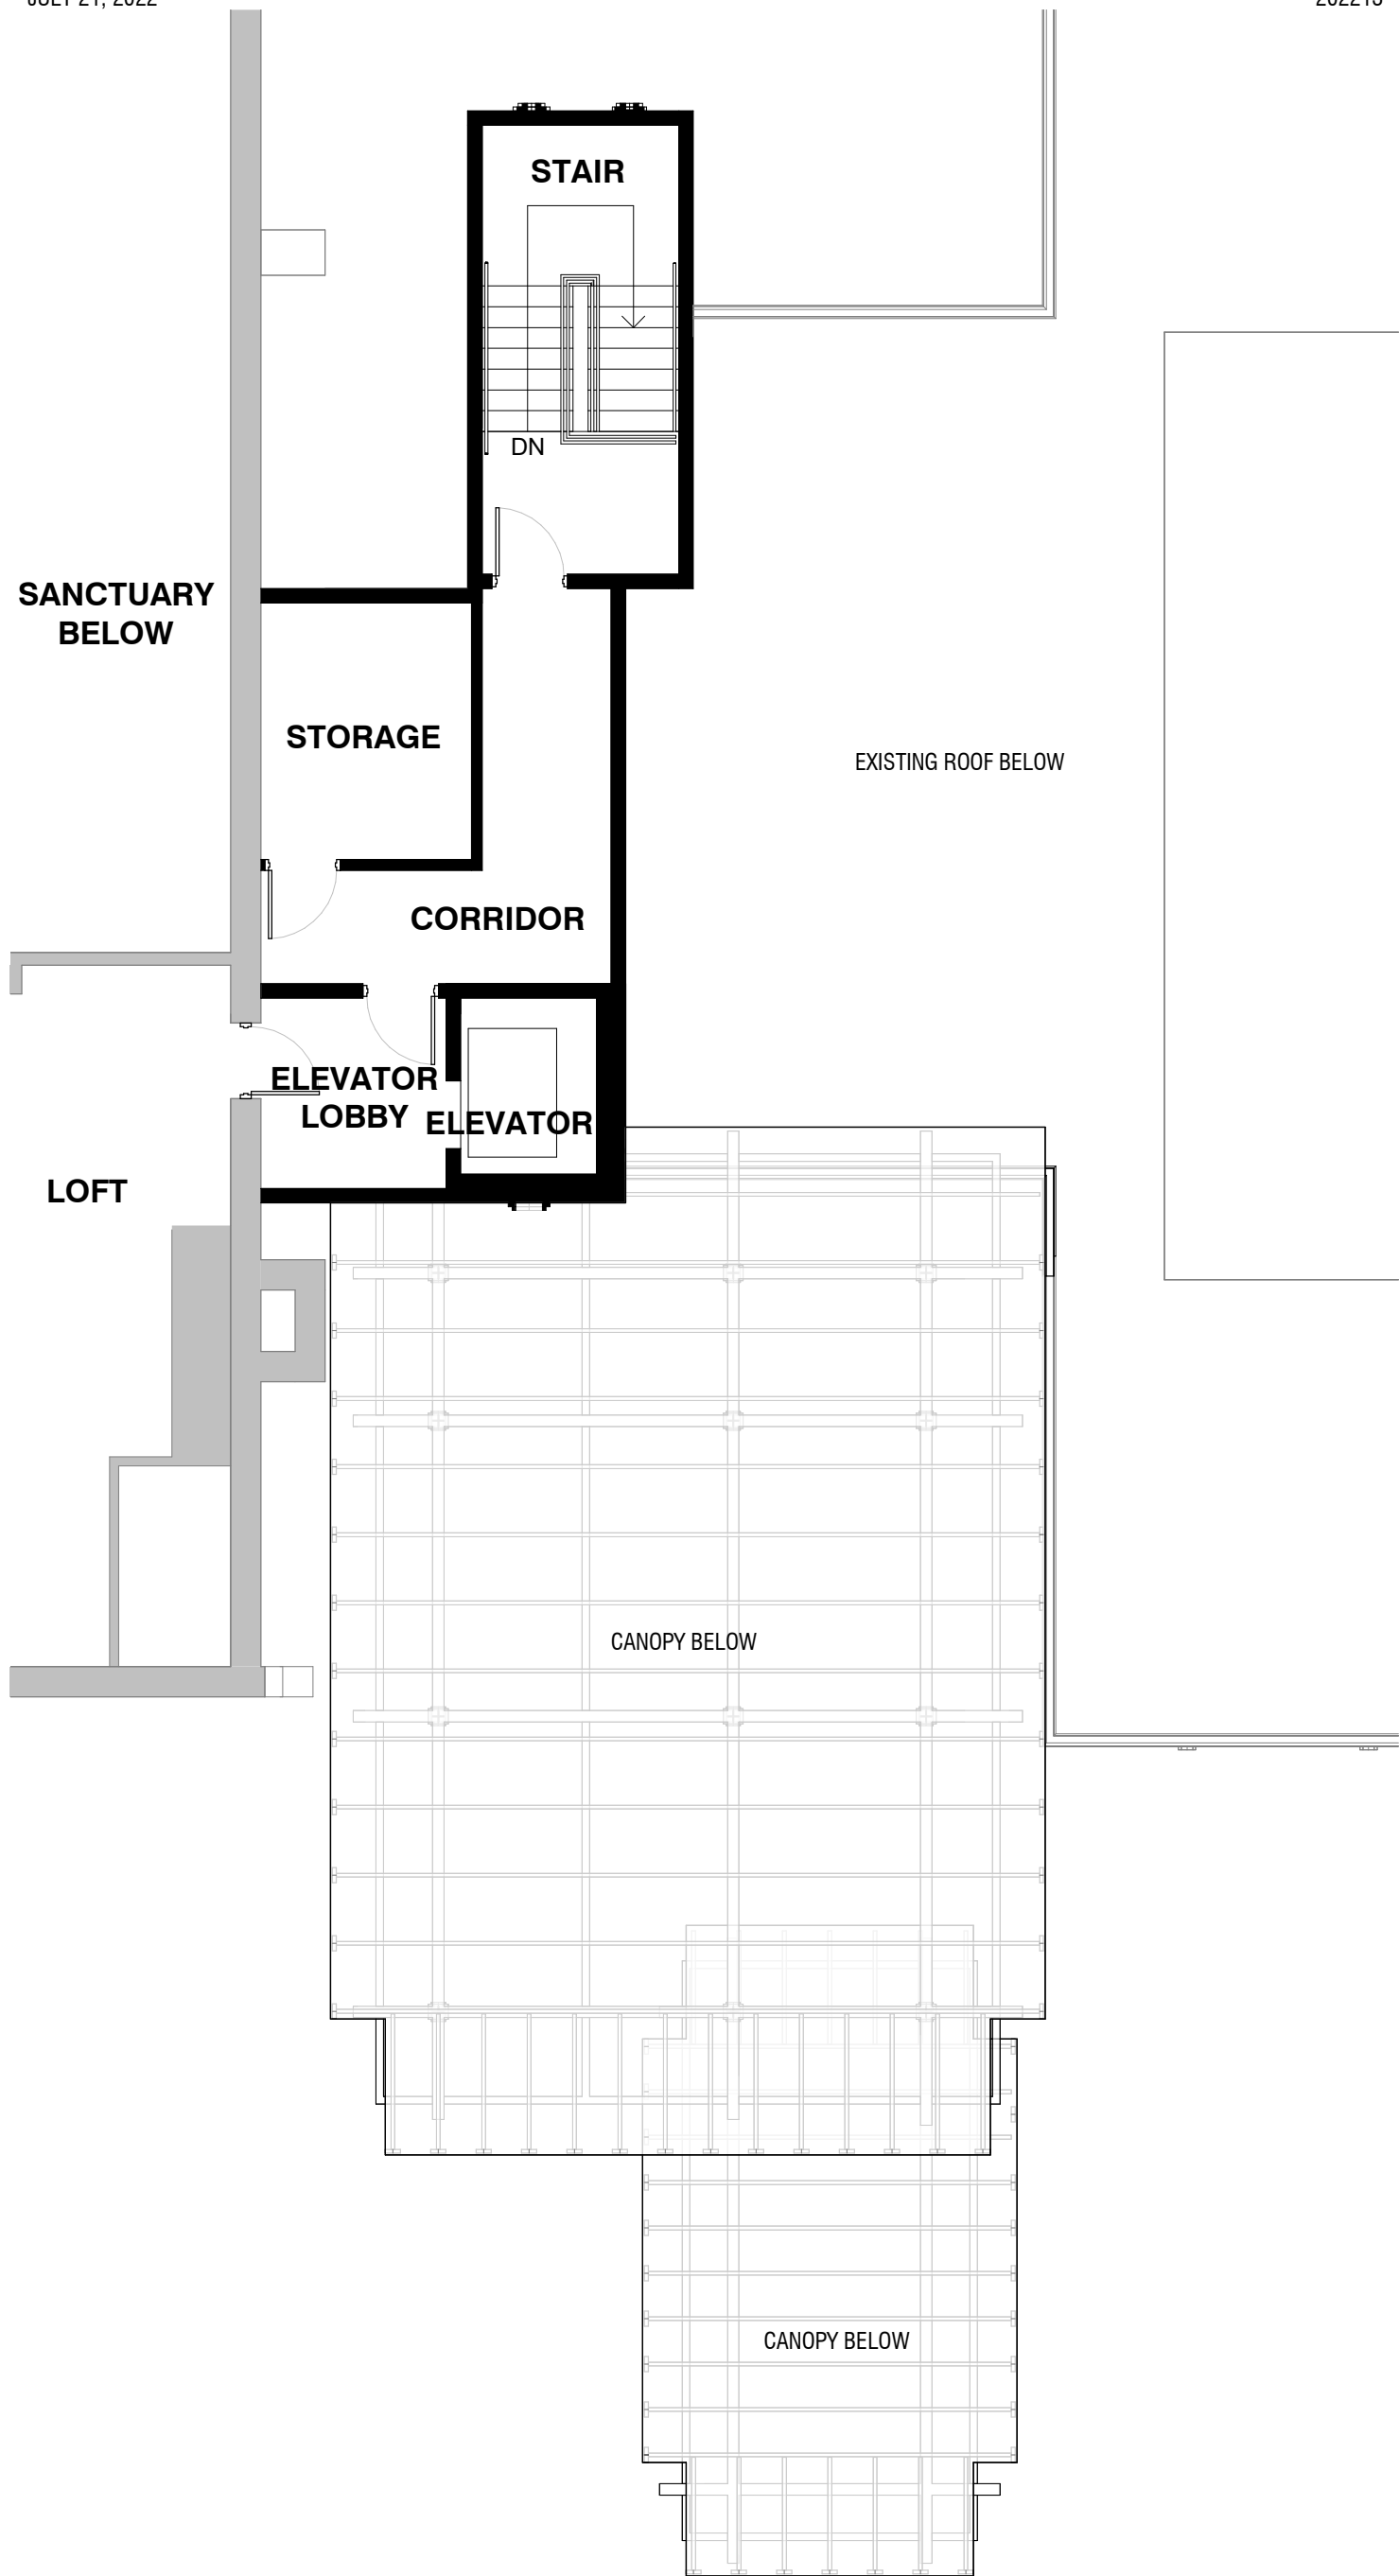 STAIR
DN
SANCTUARY
BELOW
STORAGE
EXISTING ROOF BELOW
CORRIDOR
ELEVATOR
LOBBY
ELEVATOR
LOFT
CANOPY BELOW
CANOPY BELOW